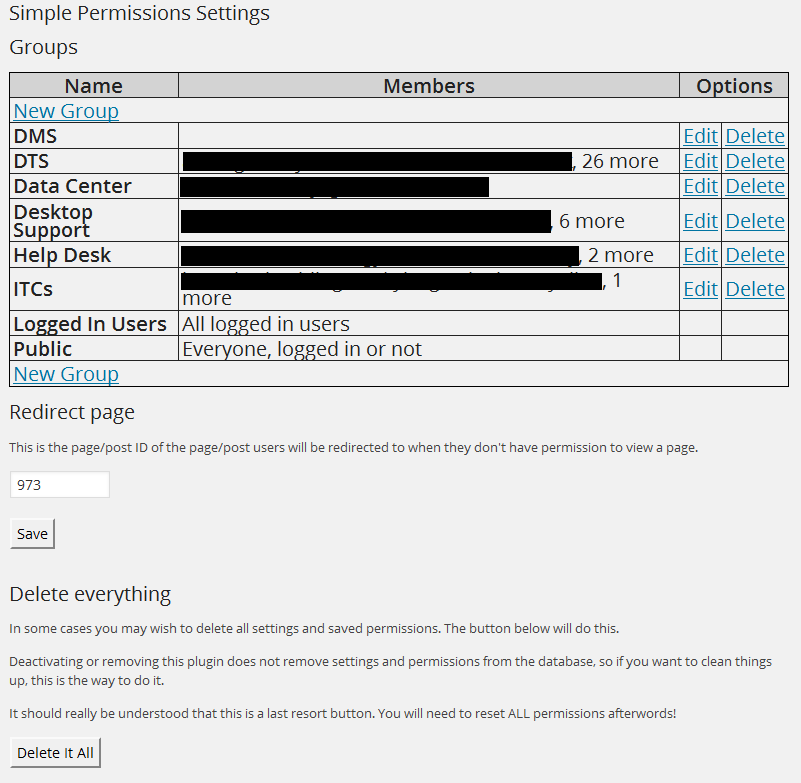 Simple Permissions Settings
Groups
Name Members Options
New Group
DMS Edit Delete
DTS , 26 more Edit Delete
Data Center Edit Delete
Desktop
Support , 6 more Edit Delete
Help Desk , 2 more Edit Delete
ITCs , 1
more Edit Delete
Logged In Users All logged in users
Public Everyone, logged in or not
New Group
Redirect page
This is the page/post ID of the page/post users will be redirected to when they don't have permission to view a page.
973
Save
Delete everything
In some cases you may wish to delete all settings and saved permissions. The button below will do this.
Deactivating or removing this plugin does not remove settings and permissions from the database, so if you want to clean things
up, this is the way to do it.
It should really be understood that this is a last resort button. You will need to reset ALL permissions afterwords!
Delete It All